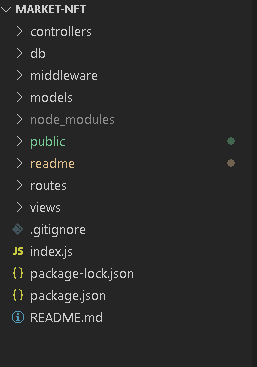 MARKET-NFT
controllers
db
middleware
models
node_modules
public
readme
routes
views
.gitignore
JS index.js
{} package-lock.json
{} package.json
README.md